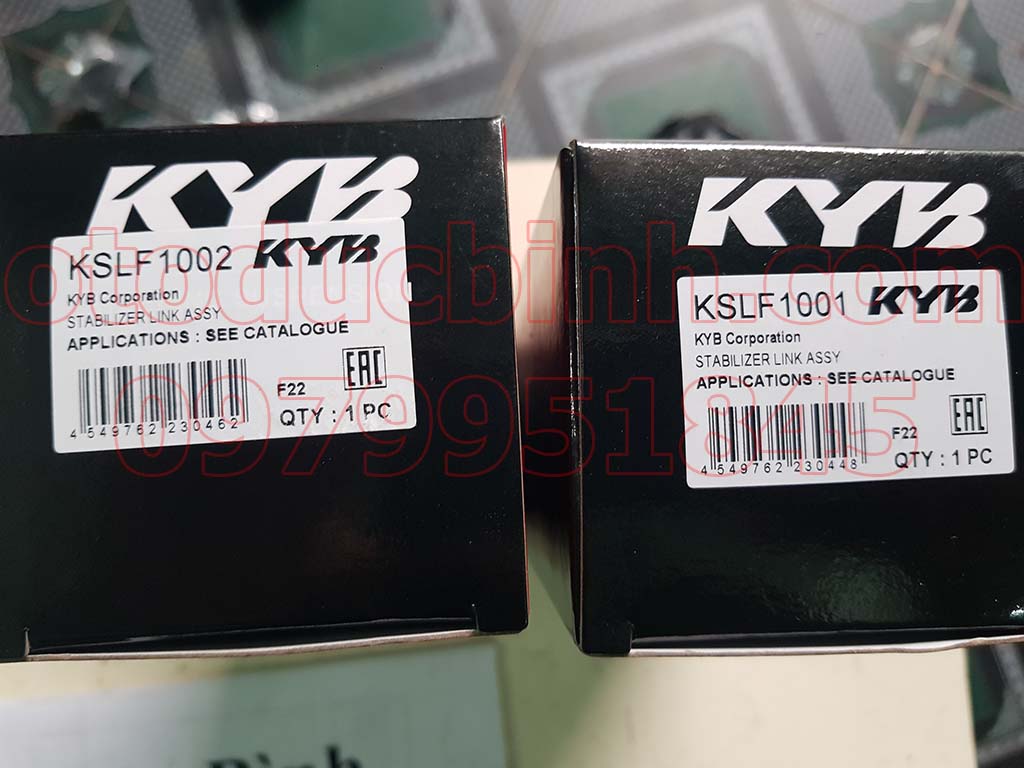 KYB
KSLF1002 KYB
KYB Corporation
STABILIZER LINK ASSY
APPLICATIONS : SEE CATALOGUE
EAC
F22
QTY : 1 PC
4 549762 230462
KYB
KSLF1001 KYB
KYB Corporation
STABILIZER LINK ASSY
APPLICATIONS : SEE CATALOGUE
EAC
F22
QTY : 1 PC
4 549762 230448
otoducbinh.com
0979951845
Bình